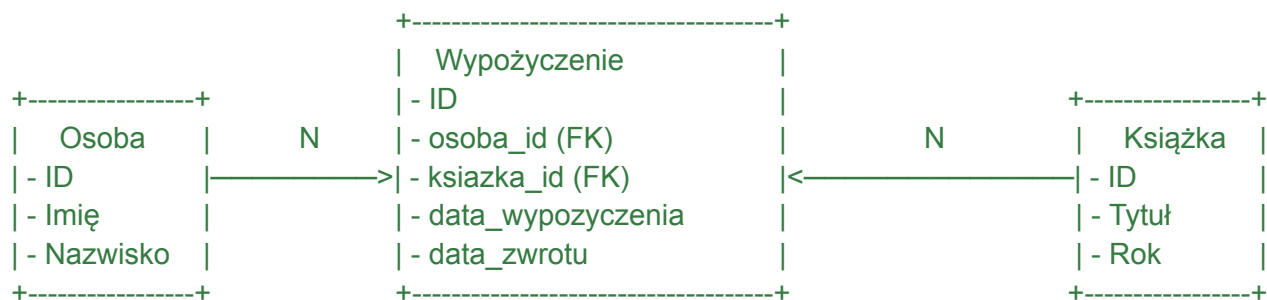 +-------------------------------------+
|    Wypożyczenie                   |
+-----------------+                   | - ID                                   |                            +-----------------+
|     Osoba     |         N         | - osoba_id (FK)               |              N            |     Książka   |
| - ID               |——————>| - ksiazka_id (FK)              |<——————————| - ID               |
| - Imię            |                    | - data_wypozyczenia      |                            | - Tytuł           |
| - Nazwisko   |                    | - data_zwrotu                  |                            | - Rok            |
+-----------------+                   +-------------------------------------+                            +-----------------+